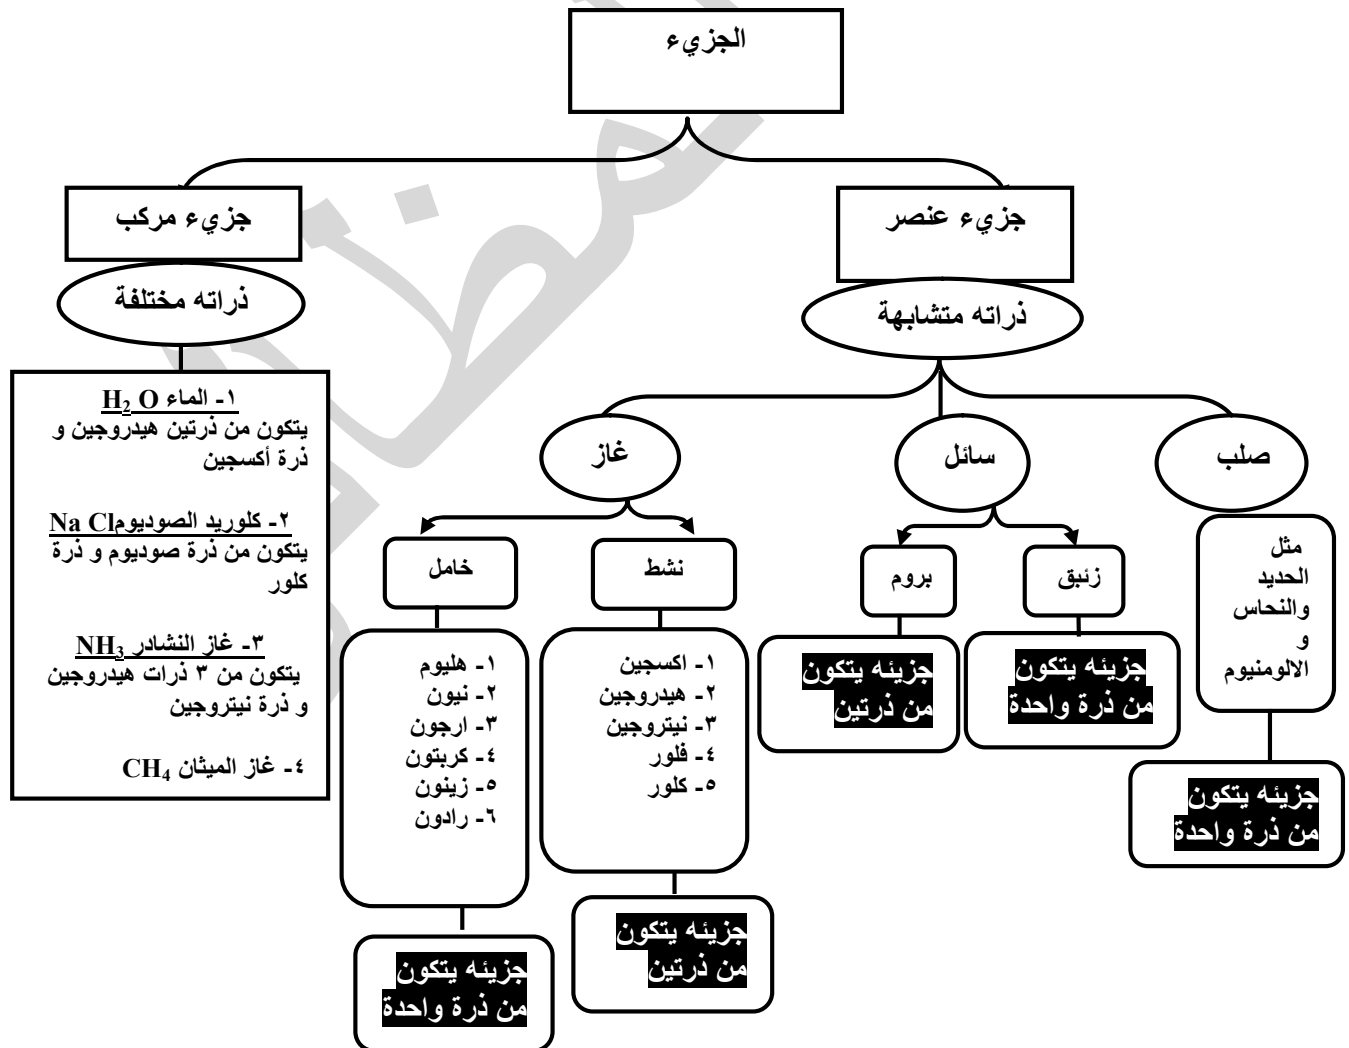 الجزيء
جزيء عنصر
جزيء مركب
ذراته متشابهة
ذراته مختلفة
صلب
سائل
غاز
مثل
الحديد
والنحاس
و
الالومنيوم
جزيئه يتكون
من ذرة واحدة
زئبق
جزيئه يتكون
من ذرة واحدة
بروم
جزيئه يتكون
من ذرتين
نشط
١- اكسجين
٢- هيدروجين
٣- نيتروجين
٤- فلور
٥- كلور
جزيئه يتكون
من ذرتين
خامل
١- هليوم
٢- نيون
٣- ارجون
٤- كربتون
٥- زينون
٦- رادون
جزيئه يتكون
من ذرة واحدة
١- الماء H₂ O
يتكون من ذرتين هيدروجين و
ذرة أكسجين
٢- كلوريد الصوديوم Na Cl
يتكون من ذرة صوديوم و ذرة
كلور
٣- غاز النشادر NH₃
يتكون من ٣ ذرات هيدروجين
و ذرة نيتروجين
٤- غاز الميثان CH₄